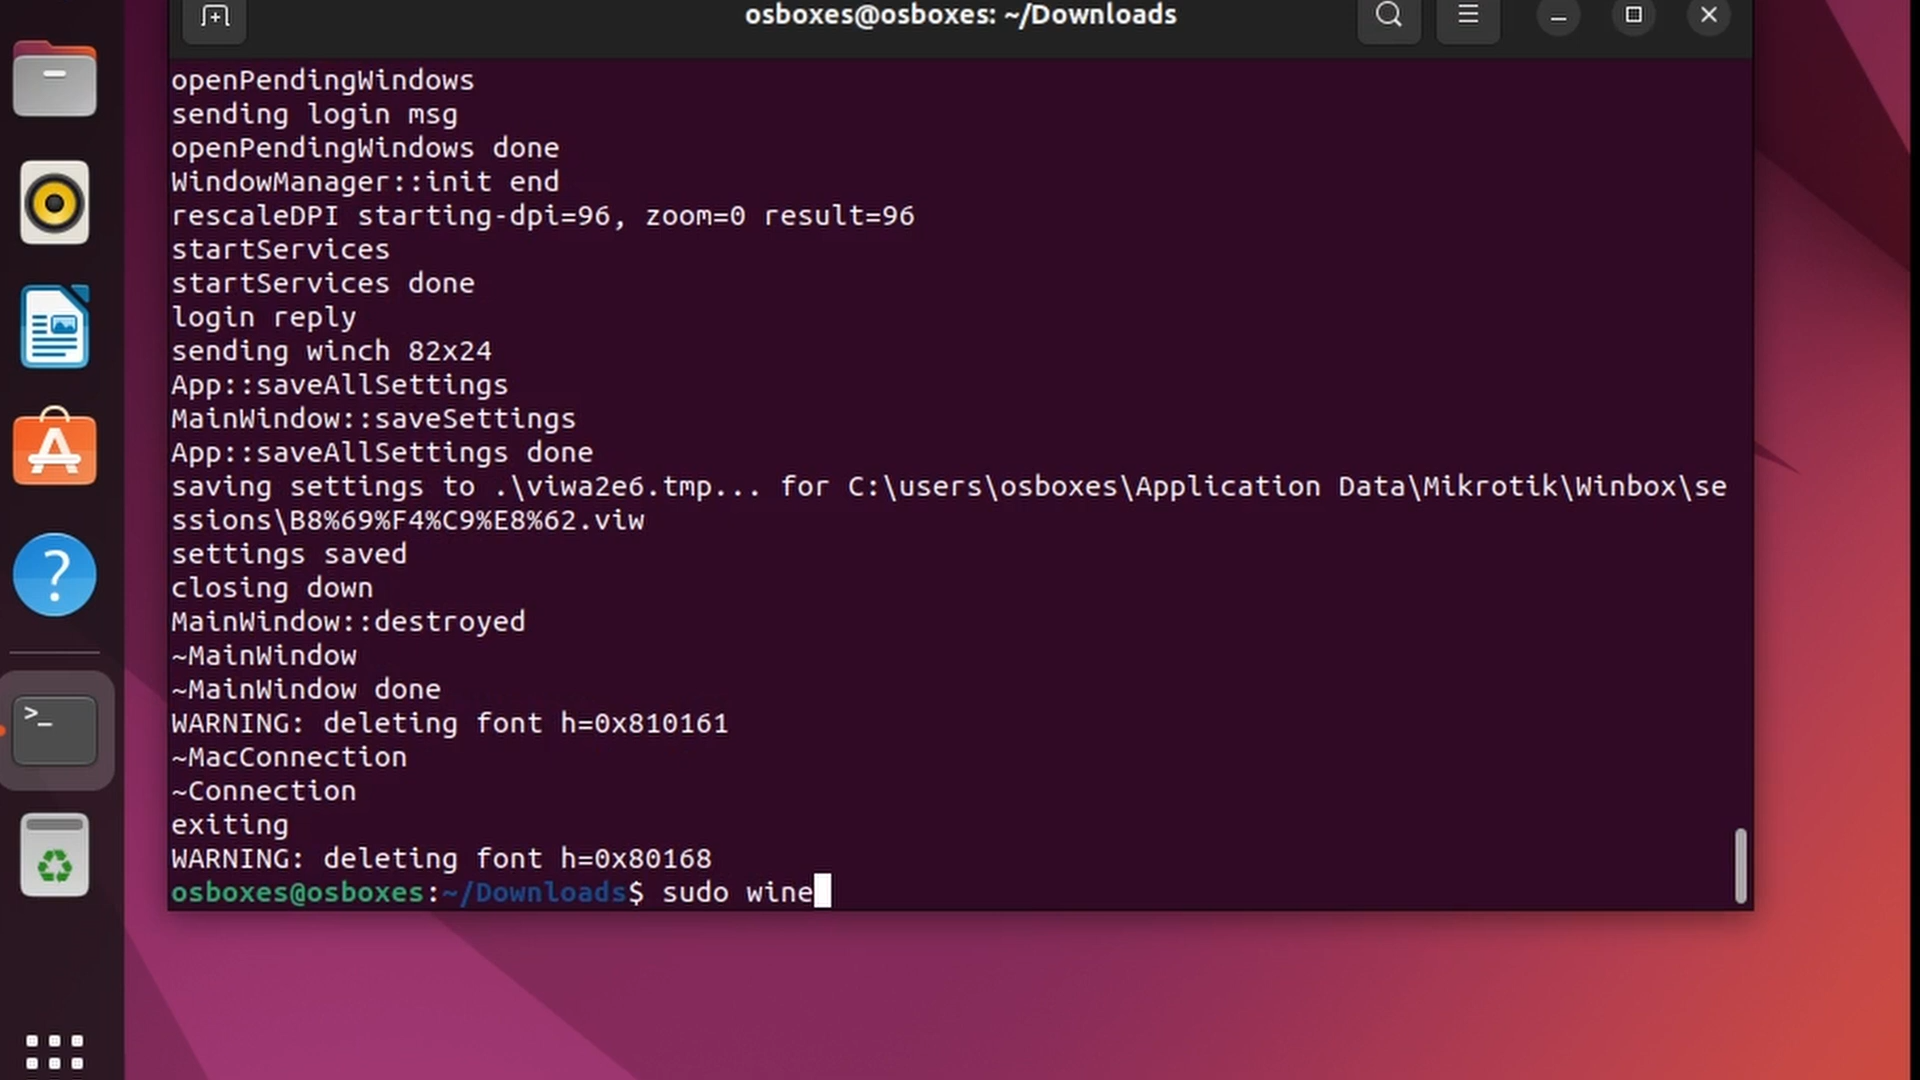 osboxes@osboxes: ~/Downloads
openPendingWindows
sending login msg
openPendingWindows done
WindowManager::init end
rescaleDPI starting-dpi=96, zoom=0 result=96
startServices
startServices done
login reply
sending winch 82x24
App::saveAllSettings
MainWindow::saveSettings
App::saveAllSettings done
saving settings to .\viwa2e6.tmp... for C:\users\osboxes\Application Data\Mikrotik\Winbox\se
ssions\B8%69%F4%C9%E8%62.viw
settings saved
closing down
MainWindow::destroyed
~MainWindow
~MainWindow done
WARNING: deleting font h=0x810161
~MacConnection
~Connection
exiting
WARNING: deleting font h=0x80168
osboxes@osboxes:~/Downloads$ sudo wine